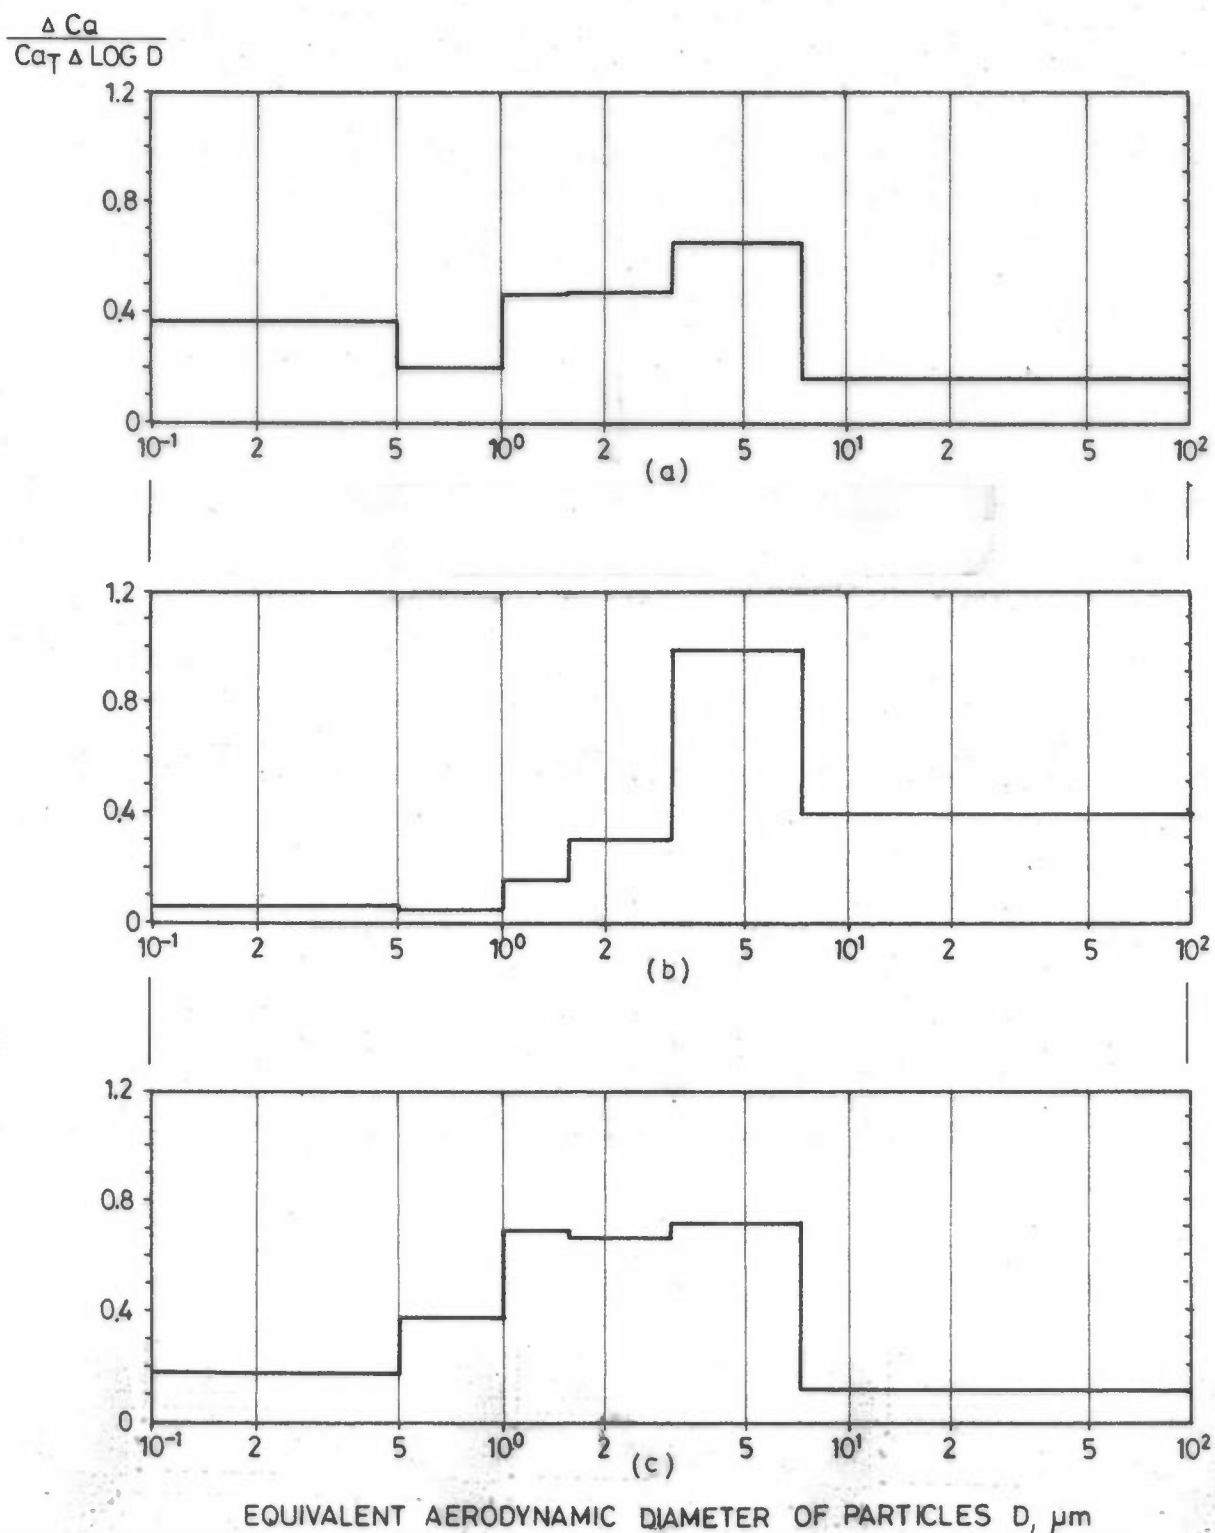 Δ Ca
Ca_T Δ LOG D
1.2
0.8
0.4
0
10⁻¹ 2 5 10⁰ 2 5 10¹ 2 5 10²
(a)
1.2
0.8
0.4
0
10⁻¹ 2 5 10⁰ 2 5 10¹ 2 5 10²
(b)
1.2
0.8
0.4
0
10⁻¹ 2 5 10⁰ 2 5 10¹ 2 5 10²
(c)
EQUIVALENT AERODYNAMIC DIAMETER OF PARTICLES D, µm